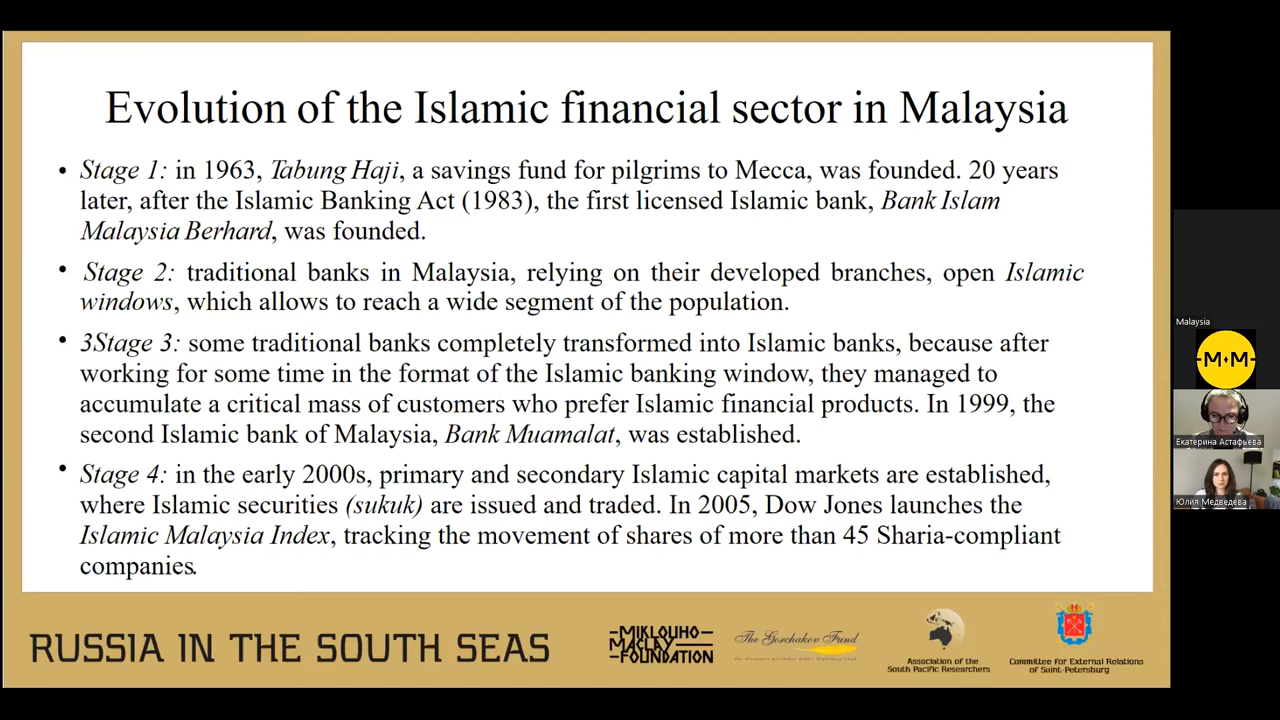 Evolution of the Islamic financial sector in Malaysia
• Stage 1: in 1963, Tabung Haji, a savings fund for pilgrims to Mecca, was founded. 20 years
later, after the Islamic Banking Act (1983), the first licensed Islamic bank, Bank Islam
Malaysia Berhard, was founded.
• Stage 2: traditional banks in Malaysia, relying on their developed branches, open Islamic
windows, which allows to reach a wide segment of the population.
• 3Stage 3: some traditional banks completely transformed into Islamic banks, because after
working for some time in the format of the Islamic banking window, they managed to
accumulate a critical mass of customers who prefer Islamic financial products. In 1999, the
second Islamic bank of Malaysia, Bank Muamalat, was established.
• Stage 4: in the early 2000s, primary and secondary Islamic capital markets are established,
where Islamic securities (sukuk) are issued and traded. In 2005, Dow Jones launches the
Islamic Malaysia Index, tracking the movement of shares of more than 45 Sharia-compliant
companies.
RUSSIA IN THE SOUTH SEAS
MIKLOUHO
MACLAY
FOUNDATION
The Gorchakov Fund
The Alexander Gorchakov Public Diplomacy Fund
Association of the
South Pacific Researchers
Committee for External Relations
of Saint-Petersburg
Malaysia
M·M
Екатерина Астафьева
Юлия Медведева